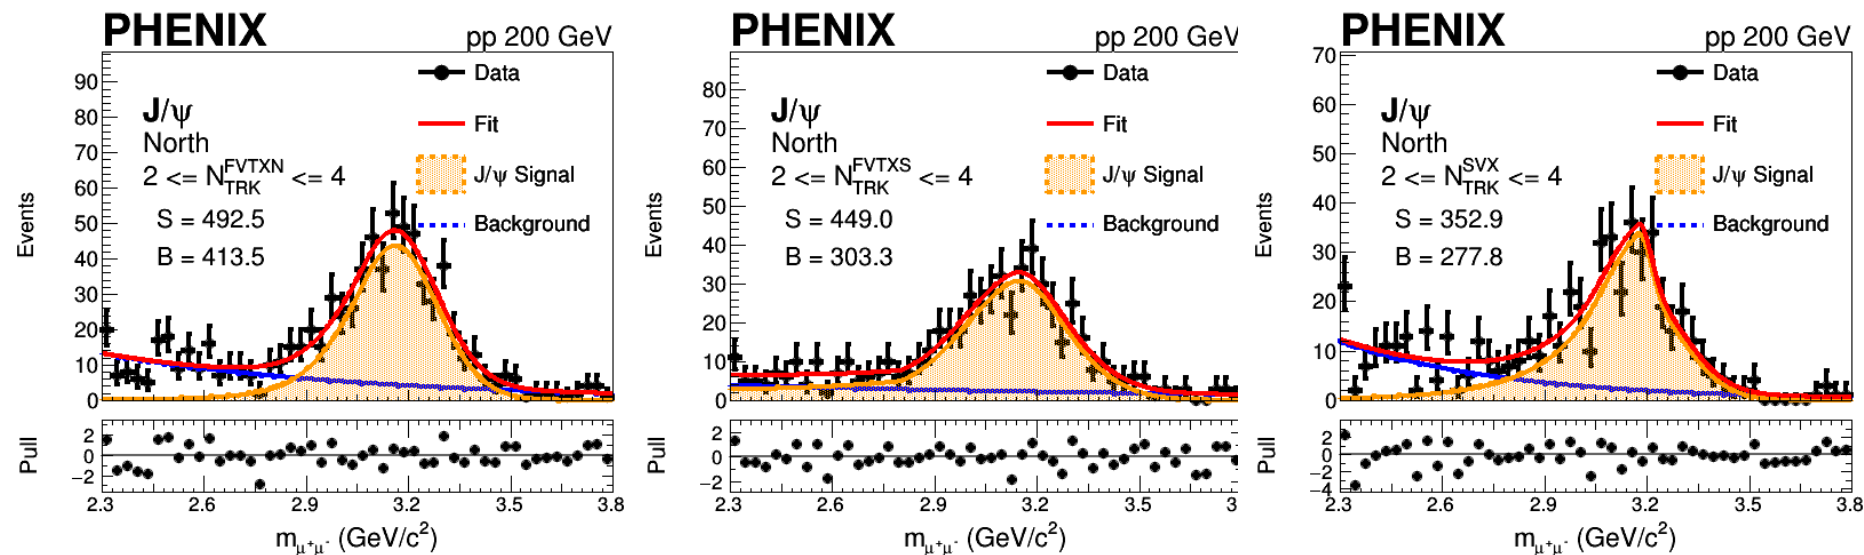 PHENIX pp 200 GeV
Data
J/ψ
Fit
North
2 <= N_TRK^FVTXN <= 4
J/ψ Signal
S = 492.5
Background
B = 413.5
Events
90
80
70
60
50
40
30
20
10
0
Pull
2
0
−2
2.3 2.6 2.9 3.2 3.5 3.8
m_μ⁺μ⁻ (GeV/c²)
PHENIX pp 200 GeV
Data
J/ψ
Fit
North
2 <= N_TRK^FVTXS <= 4
J/ψ Signal
S = 449.0
Background
B = 303.3
Events
80
70
60
50
40
30
20
10
0
Pull
2
0
−2
2.3 2.6 2.9 3.2 3.5
m_μ⁺μ⁻ (GeV/c²)
PHENIX pp 200 GeV
Data
J/ψ
Fit
North
2 <= N_TRK^SVX <= 4
J/ψ Signal
S = 352.9
Background
B = 277.8
Events
70
60
50
40
30
20
10
0
Pull
2
0
−2
−4
2.3 2.6 2.9 3.2 3.5 3.8
m_μ⁺μ⁻ (GeV/c²)